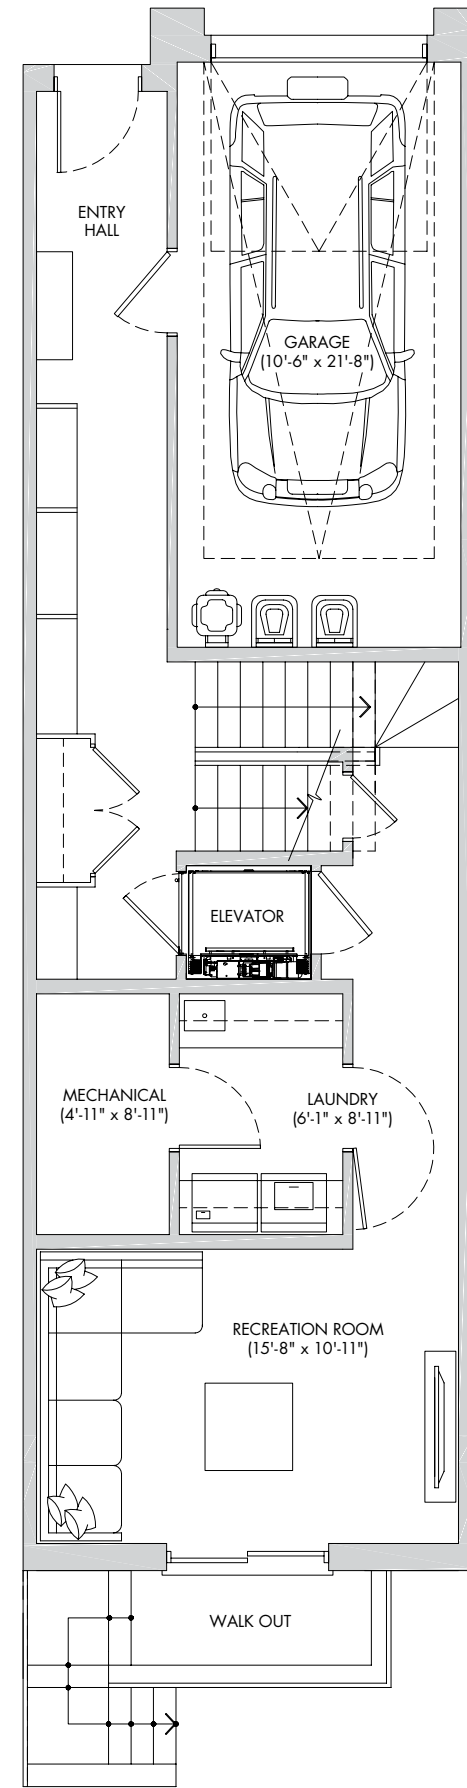 ENTRY
HALL
GARAGE
(10'-6" x 21'-8")
ELEVATOR
MECHANICAL
(4'-11" x 8'-11")
LAUNDRY
(6'-1" x 8'-11")
RECREATION ROOM
(15'-8" x 10'-11")
WALK OUT